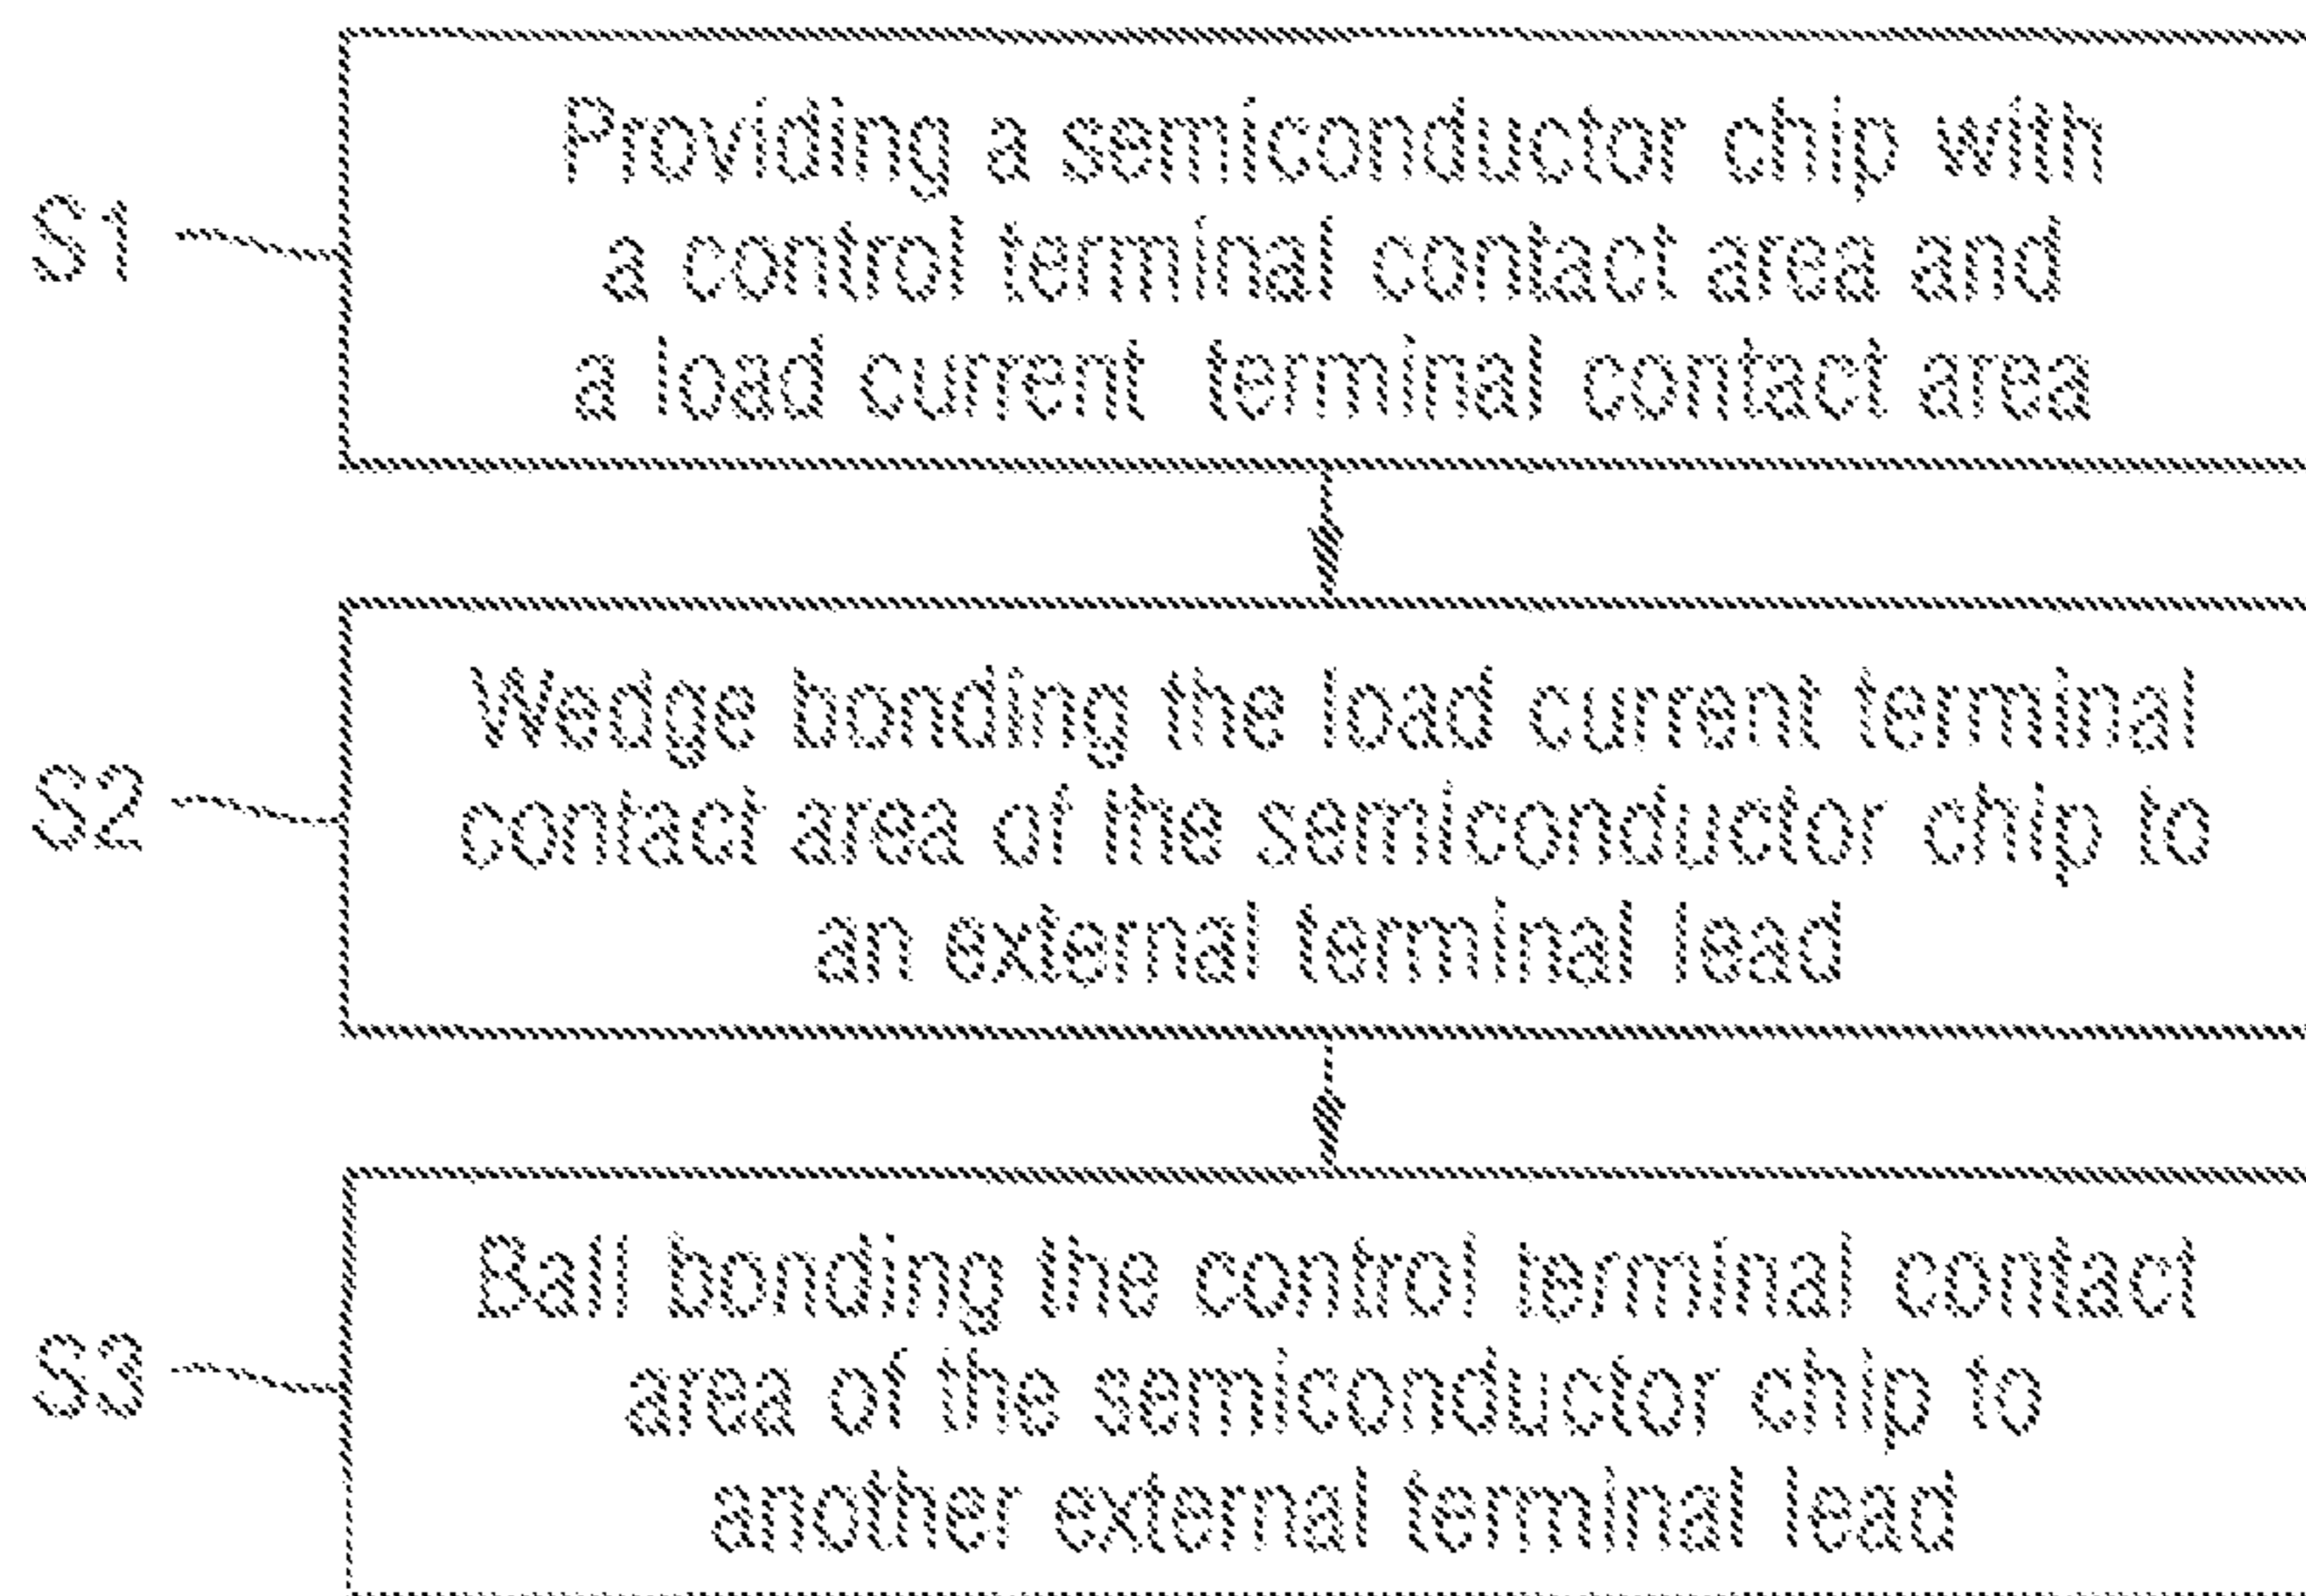 Providing a semiconductor chip with
S1
a control terminal contact area and
a load current terminal contact area
Wedge bonding the load current terminal
S2
contact area of the semiconductor chip to
an external terminal lead
Ball bonding the control terminal contact
S3
area of the semiconductor chip to
another external terminal lead